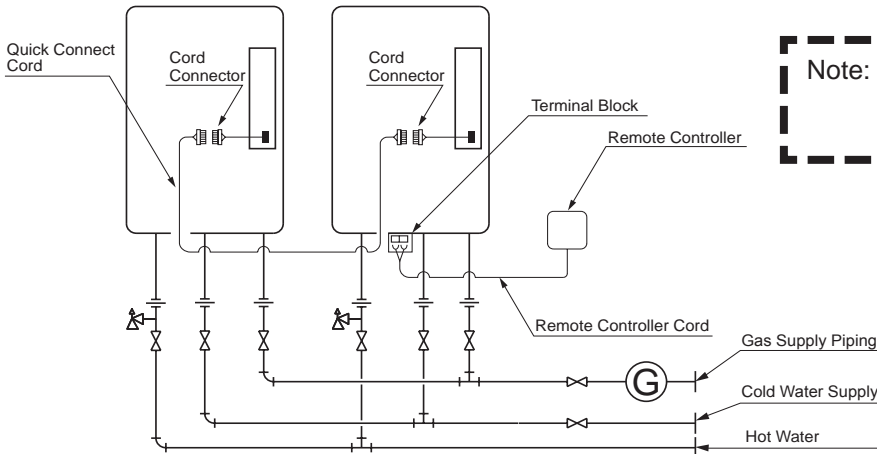 Quick Connect
Cord
Cord
Connector
Cord
Connector
Note:
Terminal Block
Remote Controller
Remote Controller Cord
Gas Supply Piping
G
Cold Water Supply
Hot Water